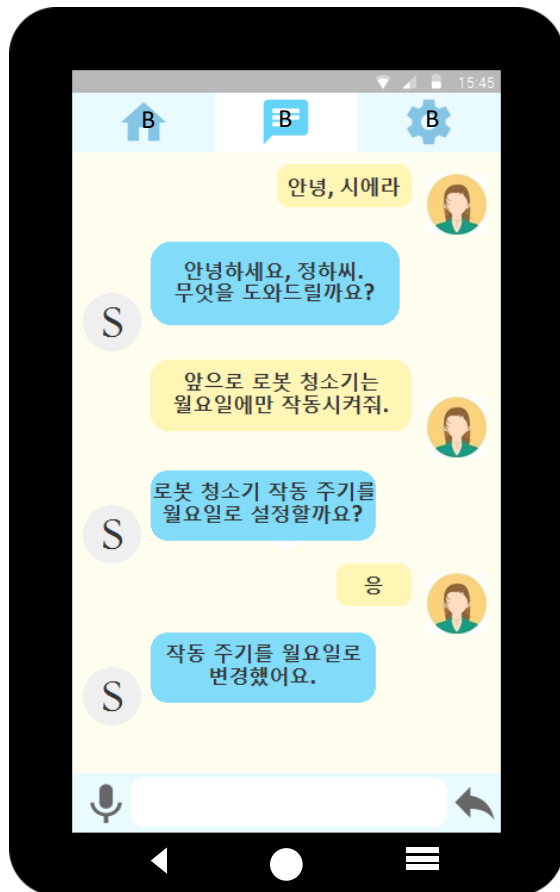 15:45
B
B
B
안녕, 시에라
안녕하세요, 정하씨.
무엇을 도와드릴까요?
S
앞으로 로봇 청소기는
월요일에만 작동시켜줘.
로봇 청소기 작동 주기를
월요일로 설정할까요?
S
응
작동 주기를 월요일로
변경했어요.
S